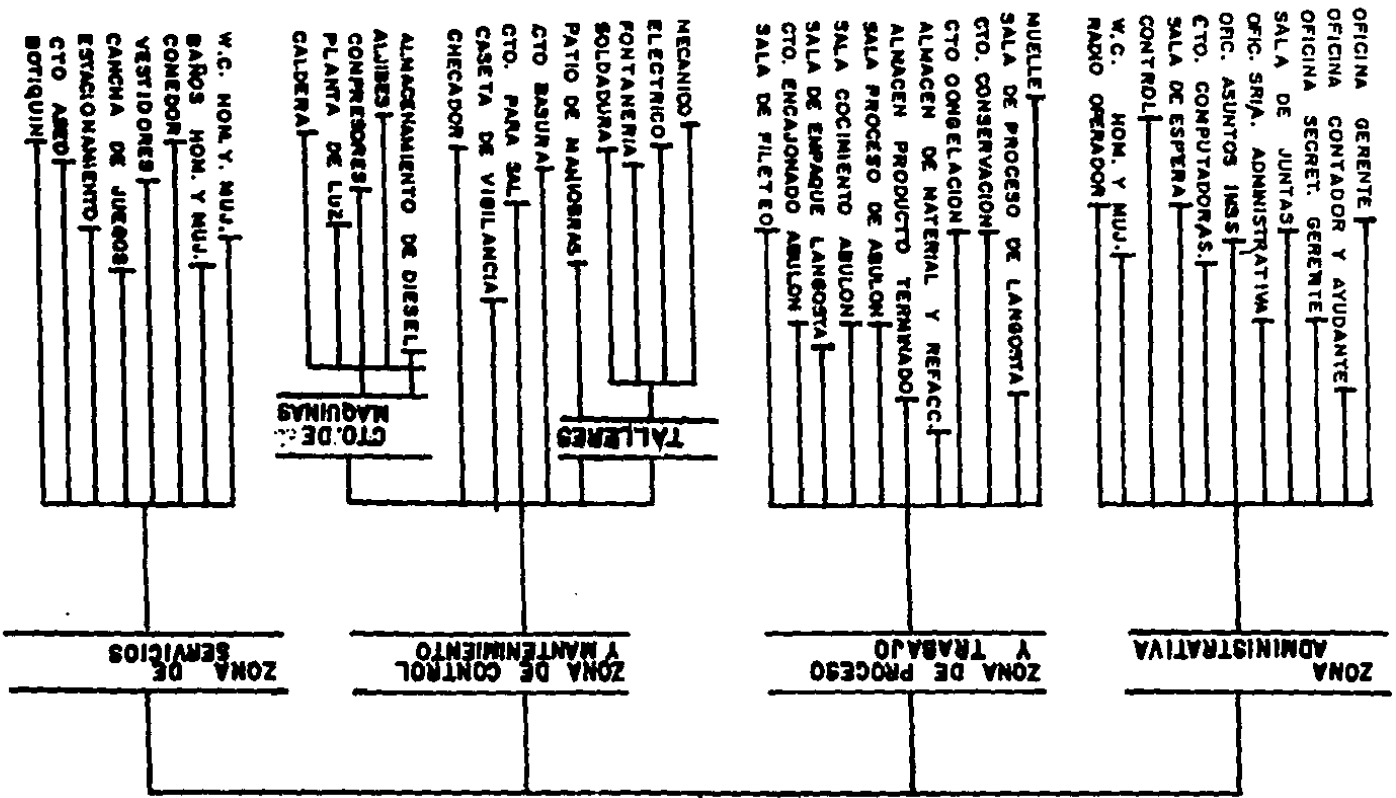 ZONA
ADMINISTRATIVA
OFICINA GERENTE
OFICINA CONTADOR Y AYUDANTE
OFICINA SECRET. GERENTE
SALA DE JUNTAS
OFIC. SRIA. ADMINISTRATIVA
OFIC. ASUNTOS IMSS
CTO. COMPUTADORAS.
SALA DE ESPERA
CONTROL
W.C. HOM. Y MUJ.
RADIO OPERADOR
ZONA DE PROCESO
Y TRABAJO
MUELLE
SALA DE PROCESO DE LANGOSTA
CTO. CONSERVACION
CTO CONGELACION
ALMACEN DE MATERIAL Y REFACC.
ALMACEN PRODUCTO TERMINADO
SALA PROCESO DE ABULON
SALA COCIMIENTO ABULON
SALA DE EMPAQUE LANGOSTA
CTO. ENCAJONADO ABULON
SALA DE FILETEO
ZONA DE CONTROL
Y MANTENIMIENTO
TALLERES
MECANICO
ELECTRICO
FONTANERIA
SOLDADURA
PATIO DE MANIOBRAS
CTO BASURA
CTO. PARA SAL
CASETA DE VIGILANCIA
CHECADOR
CTO. DE
MAQUINAS
ALMACENAMIENTO DE DIESEL
ALJIBES
COMPRESORES
PLANTA DE LUZ
CALDERA
ZONA DE
SERVICIOS
W.C. HOM. Y. MUJ.
BAÑOS HOM. Y MUJ.
COMEDOR
VESTIDORES
CANCHA DE JUEGOS
ESTACIONAMIENTO
CTO ASEO
BOTIQUIN